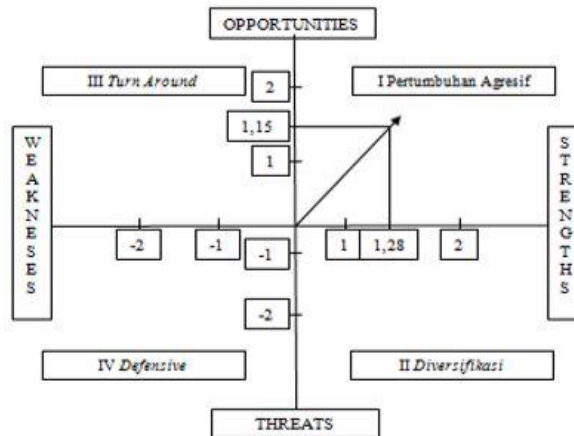 OPPORTUNITIES
III Turn Around
I Pertumbuhan Agresif
2
1,15
1
W
E
A
K
N
E
S
E
S
S
T
R
E
N
G
T
H
S
-2
-1
1
1,28
2
-1
-2
IV Defensive
II Diversifikasi
THREATS